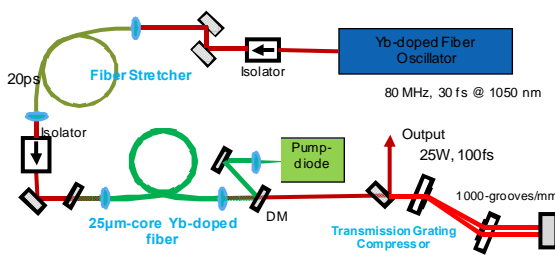 Yb-doped Fiber
Oscillator
Isolator
Fiber Stretcher
20ps
80 MHz, 30 fs @ 1050 nm
Isolator
Output
25W, 100fs
Pump-
diode
1000-grooves/mm
DM
25µm-core Yb-doped
fiber
Transmission Grating
Compressor